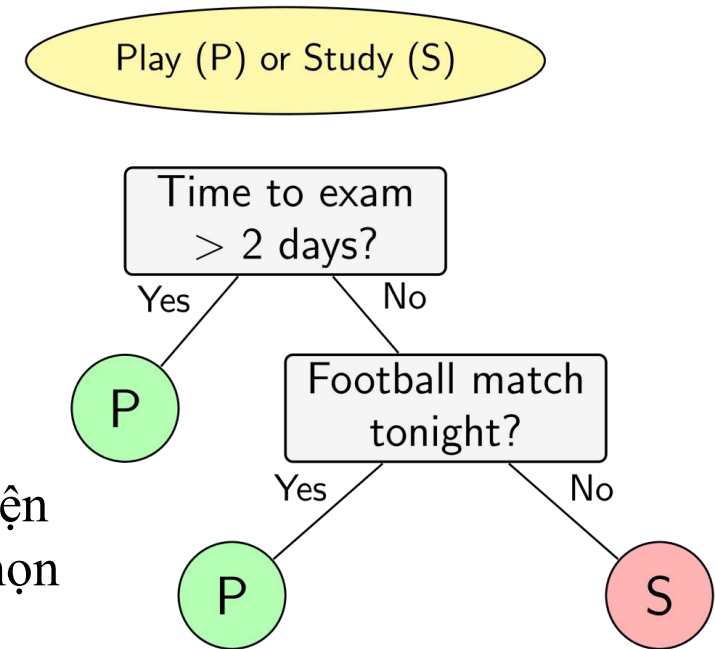 Play (P) or Study (S)
Time to exam
> 2 days?
Yes
No
P
Football match
tonight?
Yes
No
P
S